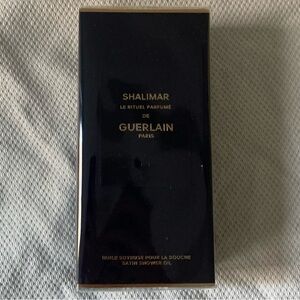 SHALIMAR
LE RITUEL PARFUMÉ
DE
GUERLAIN
PARIS
HUILE SOYEUSE POUR LA DOUCHE
SATIN SHOWER OIL